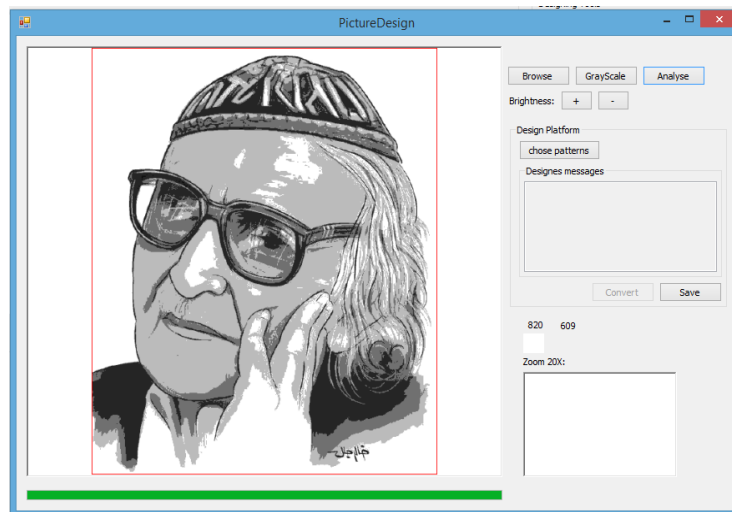 PictureDesign
Browse GrayScale Analyse
Brightness: + -
Design Platform
chose patterns
Designes messages
Convert Save
820 609
Zoom 20X: